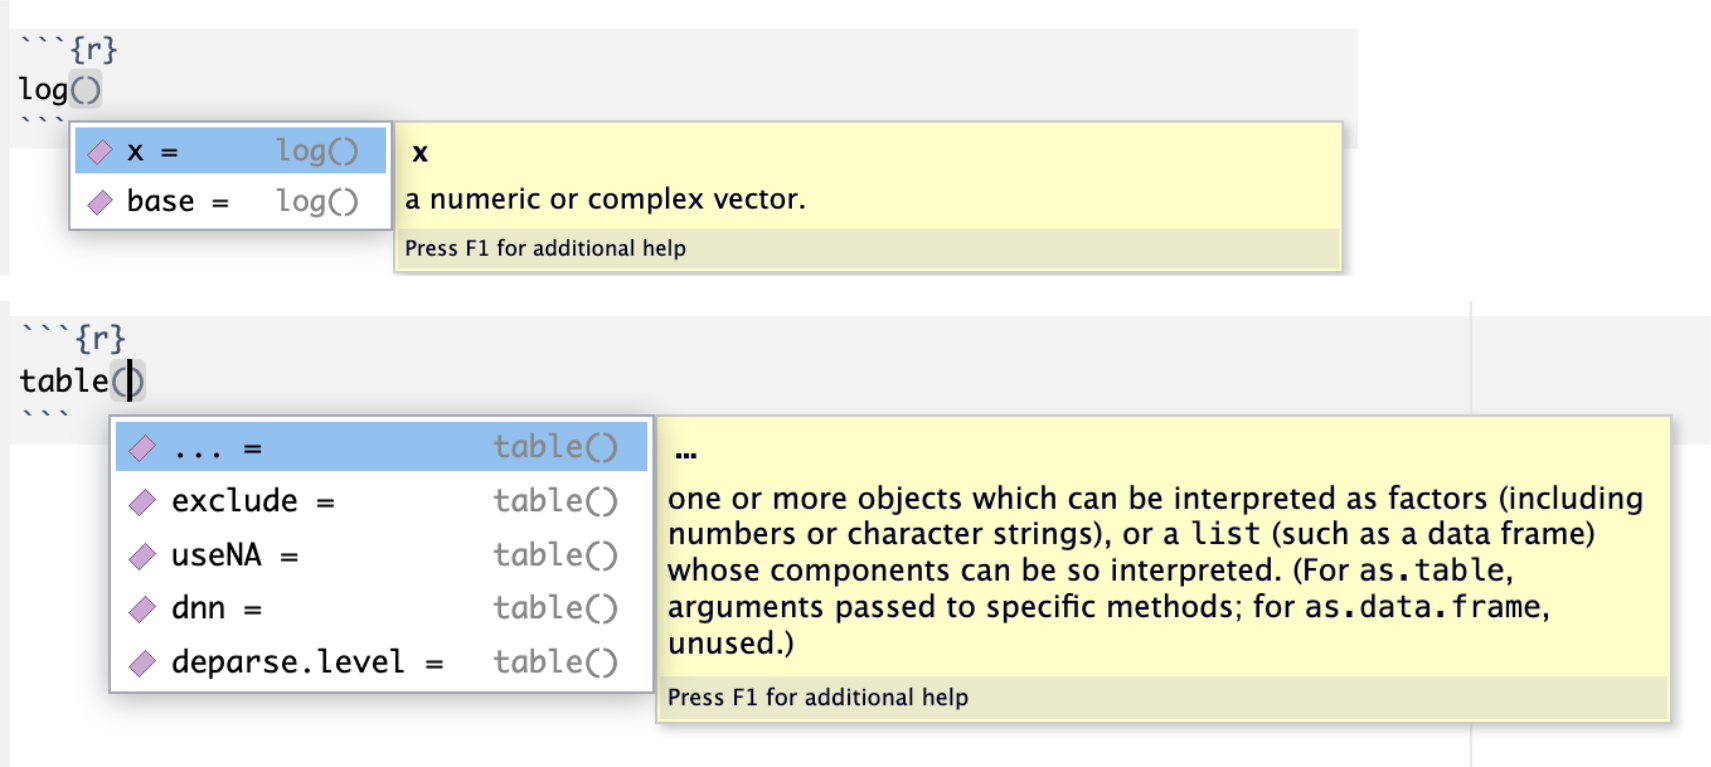 ```{r}
log()
```
x = log()
base = log()
x
a numeric or complex vector.
Press F1 for additional help
```{r}
table()
```
... = table()
exclude = table()
useNA = table()
dnn = table()
deparse.level = table()
...
one or more objects which can be interpreted as factors (including
numbers or character strings), or a list (such as a data frame)
whose components can be so interpreted. (For as.table,
arguments passed to specific methods; for as.data.frame,
unused.)
Press F1 for additional help